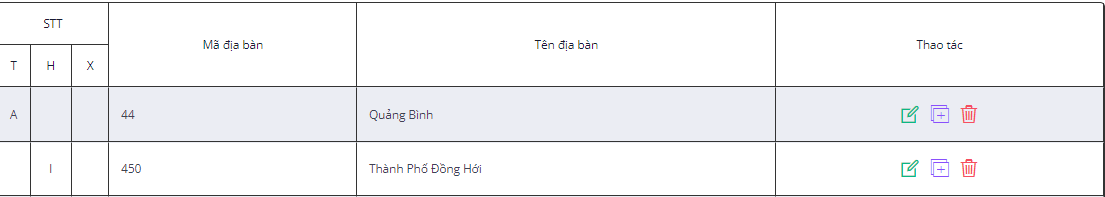 STT
Mã địa bàn
Tên địa bàn
Thao tác
T H X
A 44 Quảng Bình
I 450 Thành Phố Đồng Hới